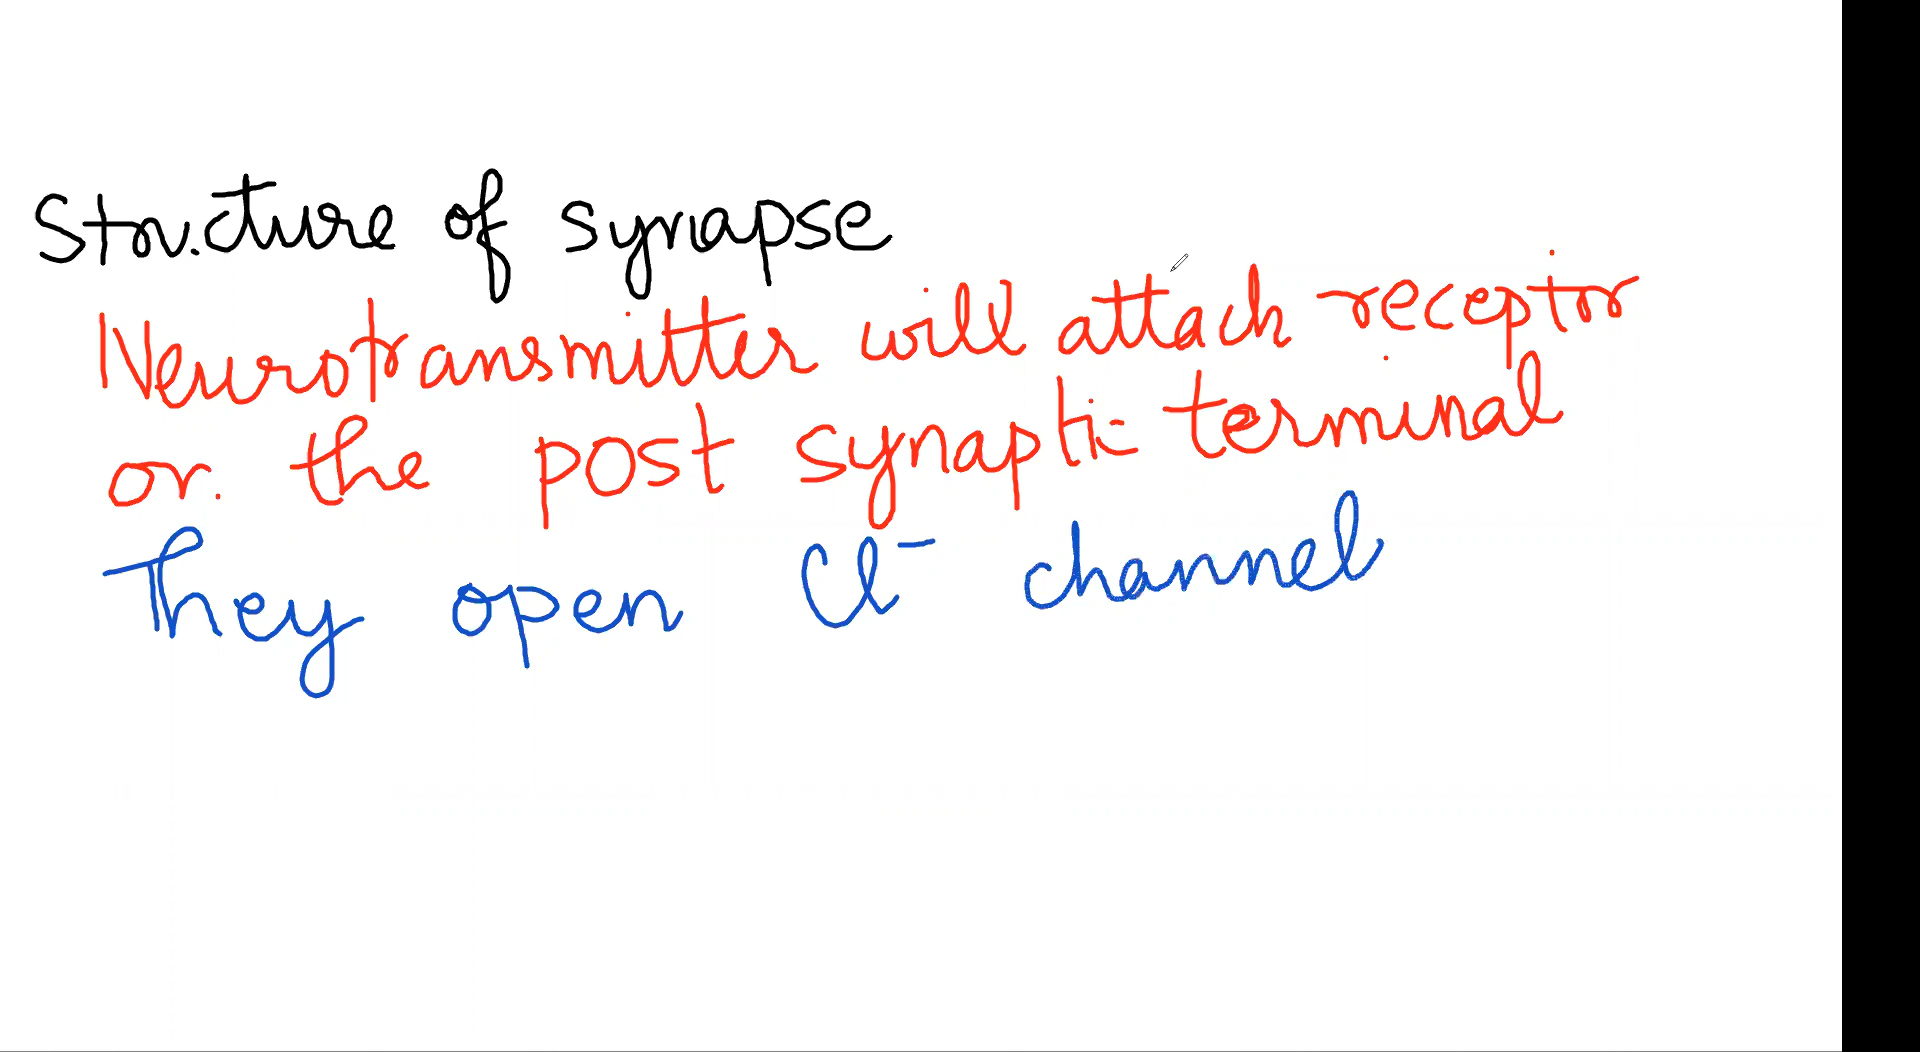 Structure of synapse
Neurotransmitter will attach receptor
on the post synaptic terminal
They open Cl⁻ channel